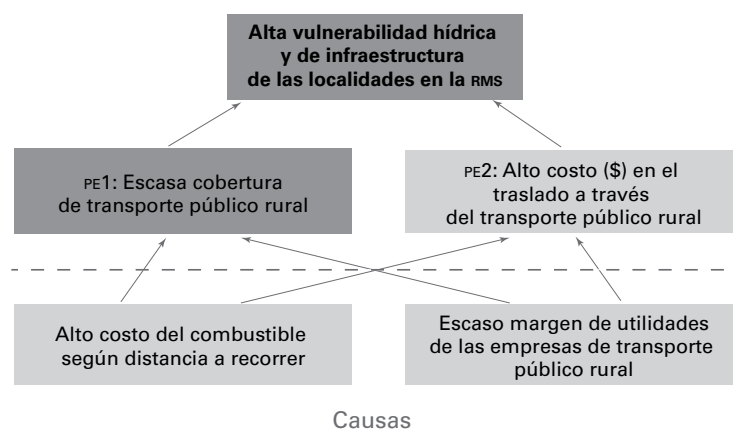 Alta vulnerabilidad hídrica
y de infraestructura
de las localidades en la RMS
PE1: Escasa cobertura
de transporte público rural
PE2: Alto costo ($) en el
traslado a través
del transporte público rural
Alto costo del combustible
según distancia a recorrer
Escaso margen de utilidades
de las empresas de transporte
público rural
Causas